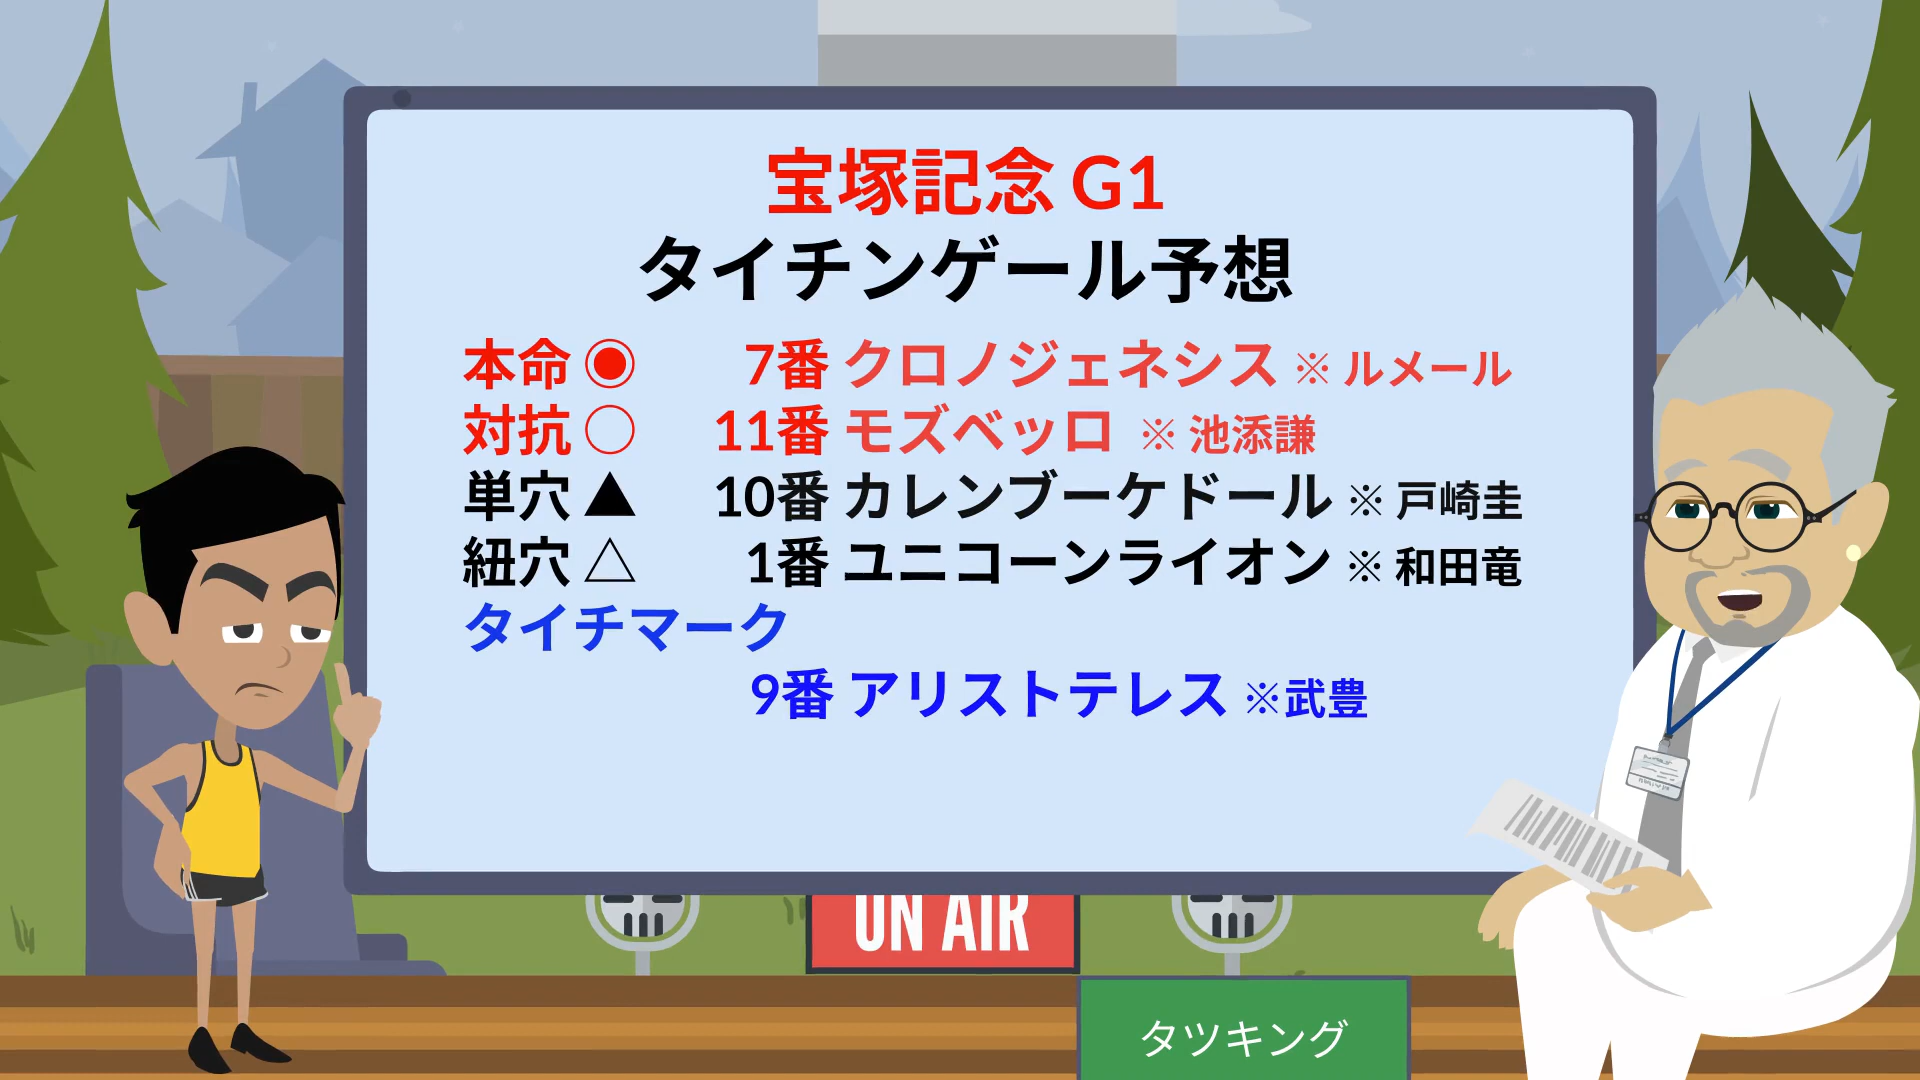 宝塚記念 G1
タイチンゲール予想
本命 ◉ 7番 クロノジェネシス ※ ルメール
対抗 ○ 11番 モズベッロ ※ 池添謙
単穴 ▲ 10番 カレンブーケドール ※ 戸崎圭
紐穴 △ 1番 ユニコーンライオン ※ 和田竜
タイチマーク
9番 アリストテレス ※武豊
ON AIR
タツキング